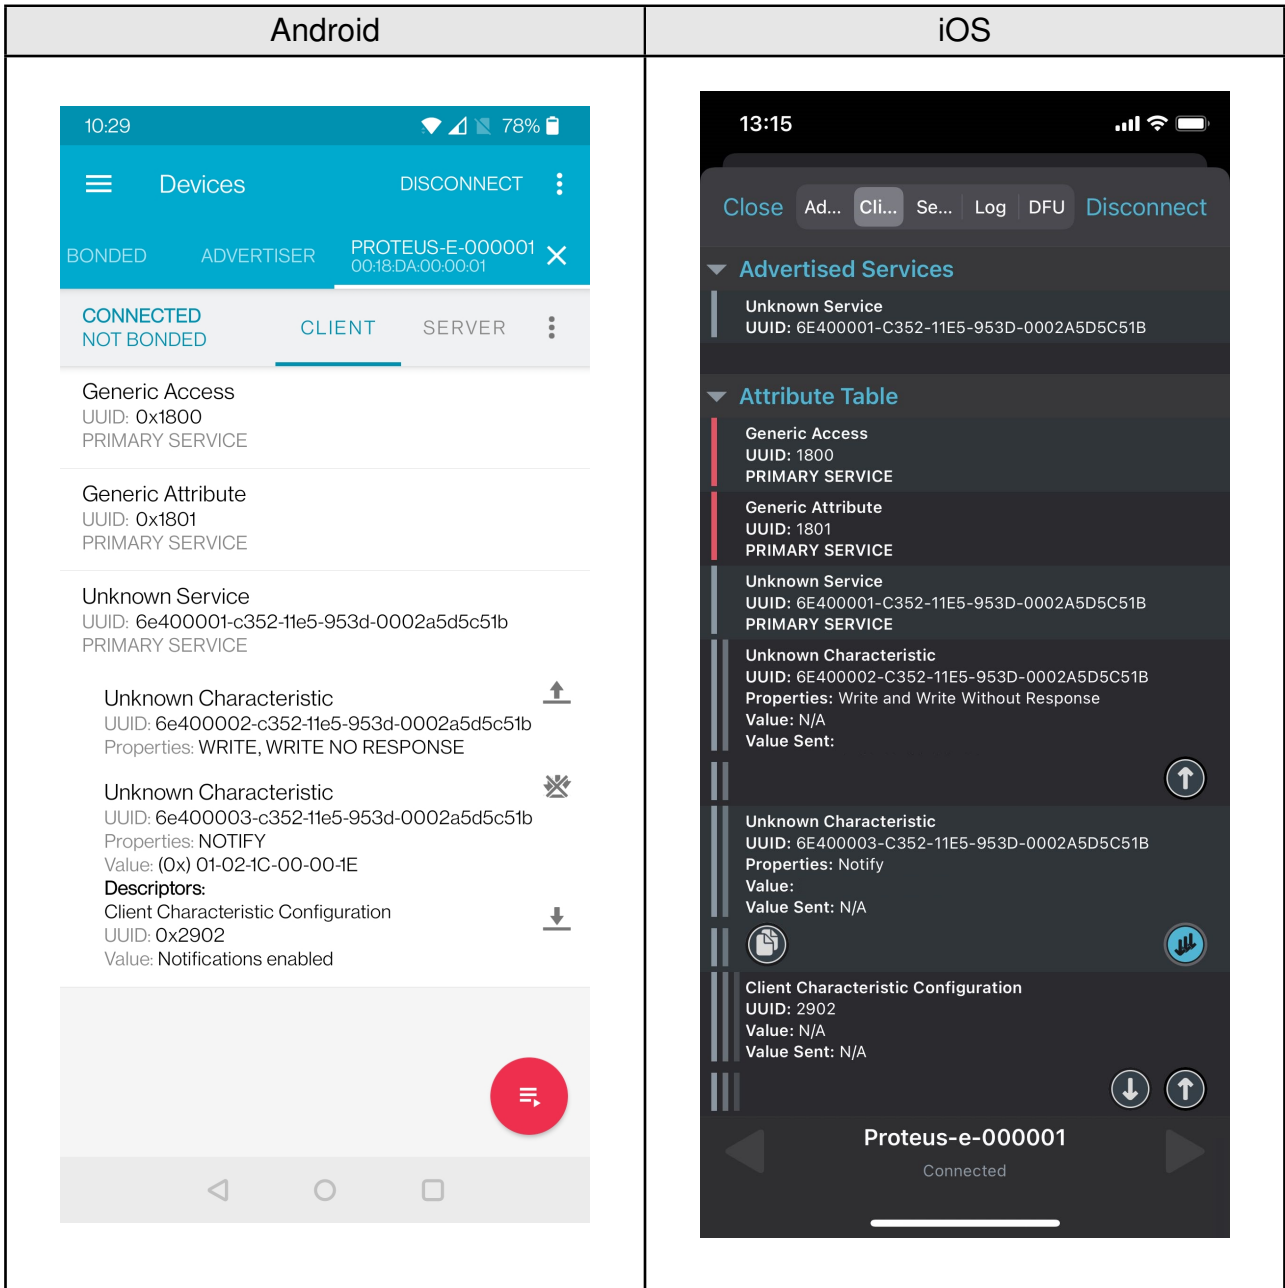 Android
iOS
10:29
78%
Devices
DISCONNECT
BONDED
ADVERTISER
PROTEUS-E-000001
00:18:DA:00:00:01
CONNECTED
NOT BONDED
CLIENT
SERVER
Generic Access
UUID: 0x1800
PRIMARY SERVICE
Generic Attribute
UUID: 0x1801
PRIMARY SERVICE
Unknown Service
UUID: 6e400001-c352-11e5-953d-0002a5d5c51b
PRIMARY SERVICE
Unknown Characteristic
UUID: 6e400002-c352-11e5-953d-0002a5d5c51b
Properties: WRITE, WRITE NO RESPONSE
Unknown Characteristic
UUID: 6e400003-c352-11e5-953d-0002a5d5c51b
Properties: NOTIFY
Value: (0x) 01-02-1C-00-00-1E
Descriptors:
Client Characteristic Configuration
UUID: 0x2902
Value: Notifications enabled
13:15
Close
Ad...
Cli...
Se...
Log
DFU
Disconnect
Advertised Services
Unknown Service
UUID: 6E400001-C352-11E5-953D-0002A5D5C51B
Attribute Table
Generic Access
UUID: 1800
PRIMARY SERVICE
Generic Attribute
UUID: 1801
PRIMARY SERVICE
Unknown Service
UUID: 6E400001-C352-11E5-953D-0002A5D5C51B
PRIMARY SERVICE
Unknown Characteristic
UUID: 6E400002-C352-11E5-953D-0002A5D5C51B
Properties: Write and Write Without Response
Value: N/A
Value Sent:
Unknown Characteristic
UUID: 6E400003-C352-11E5-953D-0002A5D5C51B
Properties: Notify
Value:
Value Sent: N/A
Client Characteristic Configuration
UUID: 2902
Value: N/A
Value Sent: N/A
Proteus-e-000001
Connected